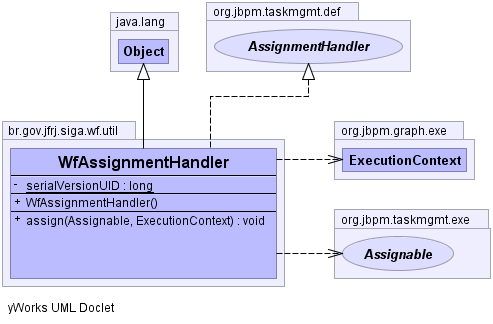 org.jbpm.taskmgmt.def
java.lang
AssignmentHandler
Object
br.gov.jfrj.siga.wf.util
org.jbpm.graph.exe
WfAssignmentHandler
ExecutionContext
- serialVersionUID : long
+ WfAssignmentHandler()
+ assign(Assignable, ExecutionContext) : void
org.jbpm.taskmgmt.exe
Assignable
yWorks UML Doclet